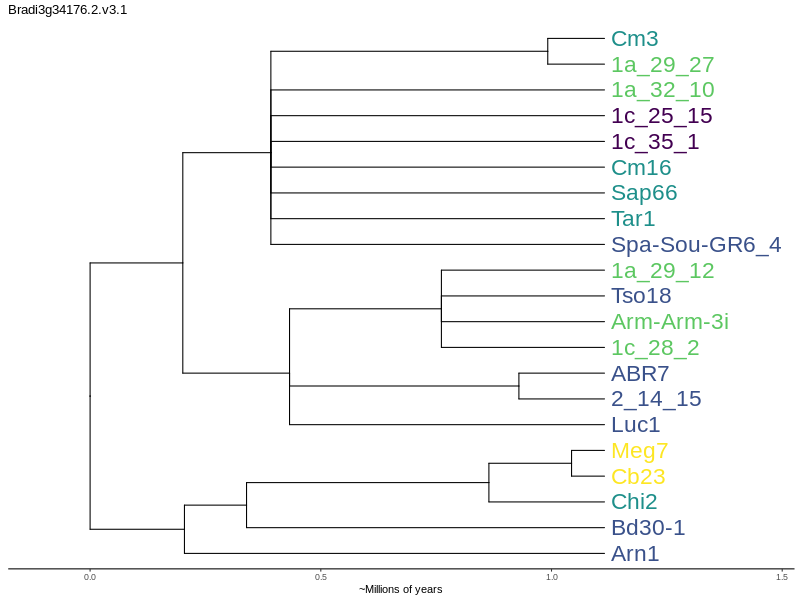 Bradi3g34176.2.v3.1
Cm3
1a_29_27
1a_32_10
1c_25_15
1c_35_1
Cm16
Sap66
Tar1
Spa-Sou-GR6_4
1a_29_12
Tso18
Arm-Arm-3i
1c_28_2
ABR7
2_14_15
Luc1
Meg7
Cb23
Chi2
Bd30-1
Arn1
0.0 0.5 1.0 1.5
~Millions of years